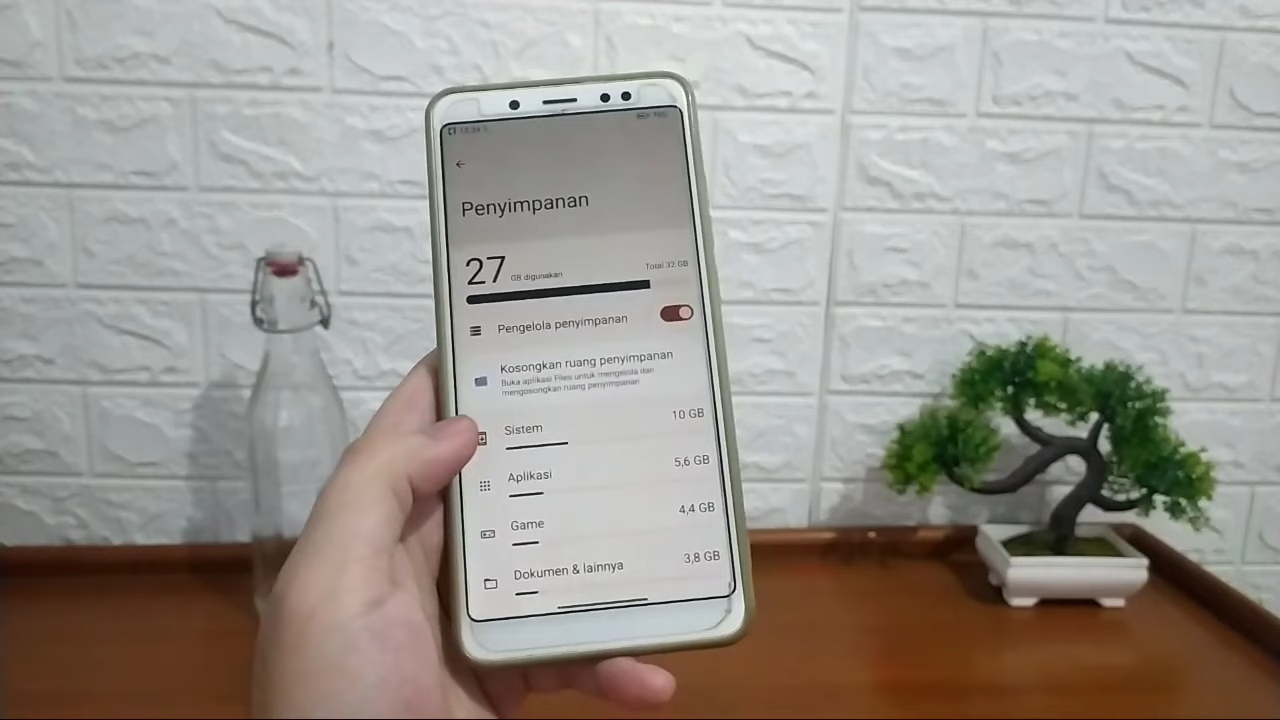 Penyimpanan
27 GB digunakan
Total 32 GB
Pengelola penyimpanan
Kosongkan ruang penyimpanan
Buka aplikasi Files untuk mengelola dan
mengosongkan ruang penyimpanan
Sistem 10 GB
Aplikasi 5,6 GB
Game 4,4 GB
Dokumen & lainnya 3,8 GB